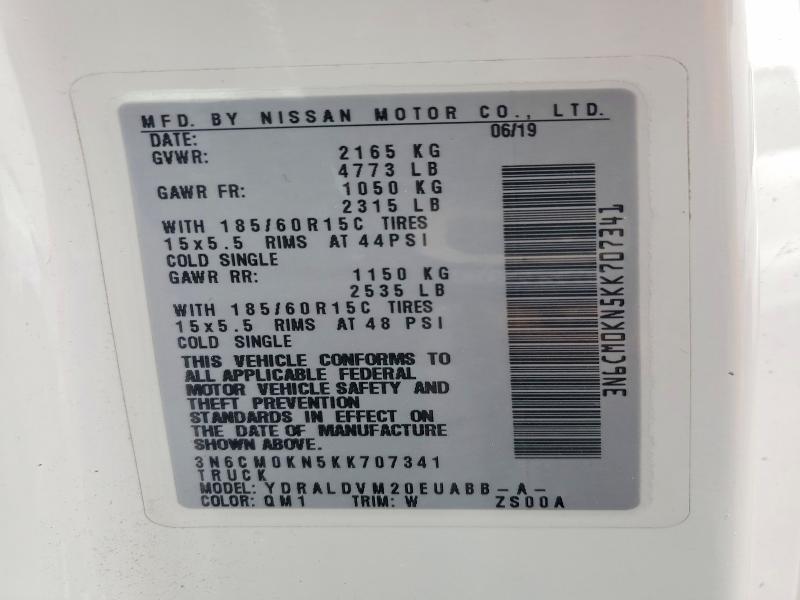 MFD. BY NISSAN MOTOR CO., LTD.
DATE: 06/19
GVWR: 2165 KG
4773 LB
GAWR FR: 1050 KG
2315 LB
WITH 185/60R15C TIRES
15x5.5 RIMS AT 44PSI
COLD SINGLE
GAWR RR: 1150 KG
2535 LB
WITH 185/60R15C TIRES
15x5.5 RIMS AT 48 PSI
COLD SINGLE
THIS VEHICLE CONFORMS TO
ALL APPLICABLE FEDERAL
MOTOR VEHICLE SAFETY AND
THEFT PREVENTION
STANDARDS IN EFFECT ON
THE DATE OF MANUFACTURE
SHOWN ABOVE.
3N6CM0KN5KK707341
TRUCK
MODEL: YDRALDVM20EUABB-A-
COLOR: QM1 TRIM: W ZS00A
3N6CM0KN5KK707341